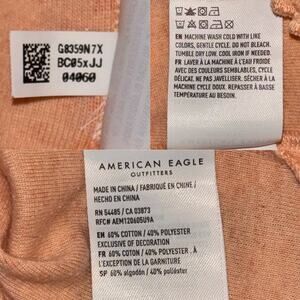 G8359N7X
BC05xJJ
04060
EN MACHINE WASH COLD WITH LIKE
COLORS, GENTLE CYCLE. DO NOT BLEACH.
TUMBLE DRY LOW. COOL IRON IF NEEDED.
FR LAVER À LA MACHINE À L'EAU FROIDE
AVEC DES COULEURS SEMBLABLES, CYCLE
DÉLICAT. NE PAS JAVELLISER. SÉCHER À LA
MACHINE CYCLE DOUX. REPASSER À BASSE
TEMPÉRATURE SI BESOIN.
AMERICAN EAGLE
OUTFITTERS
MADE IN CHINA / FABRIQUÉ EN CHINE /
HECHO EN CHINA
RN 54485 / CA 03873
RFC# AEM120605U9A
EN 60% COTTON / 40% POLYESTER
EXCLUSIVE OF DECORATION
FR 60% COTON / 40% POLYESTER, À
L'EXCEPTION DE LA GARNITURE
SP 60% algodón / 40% poliéster